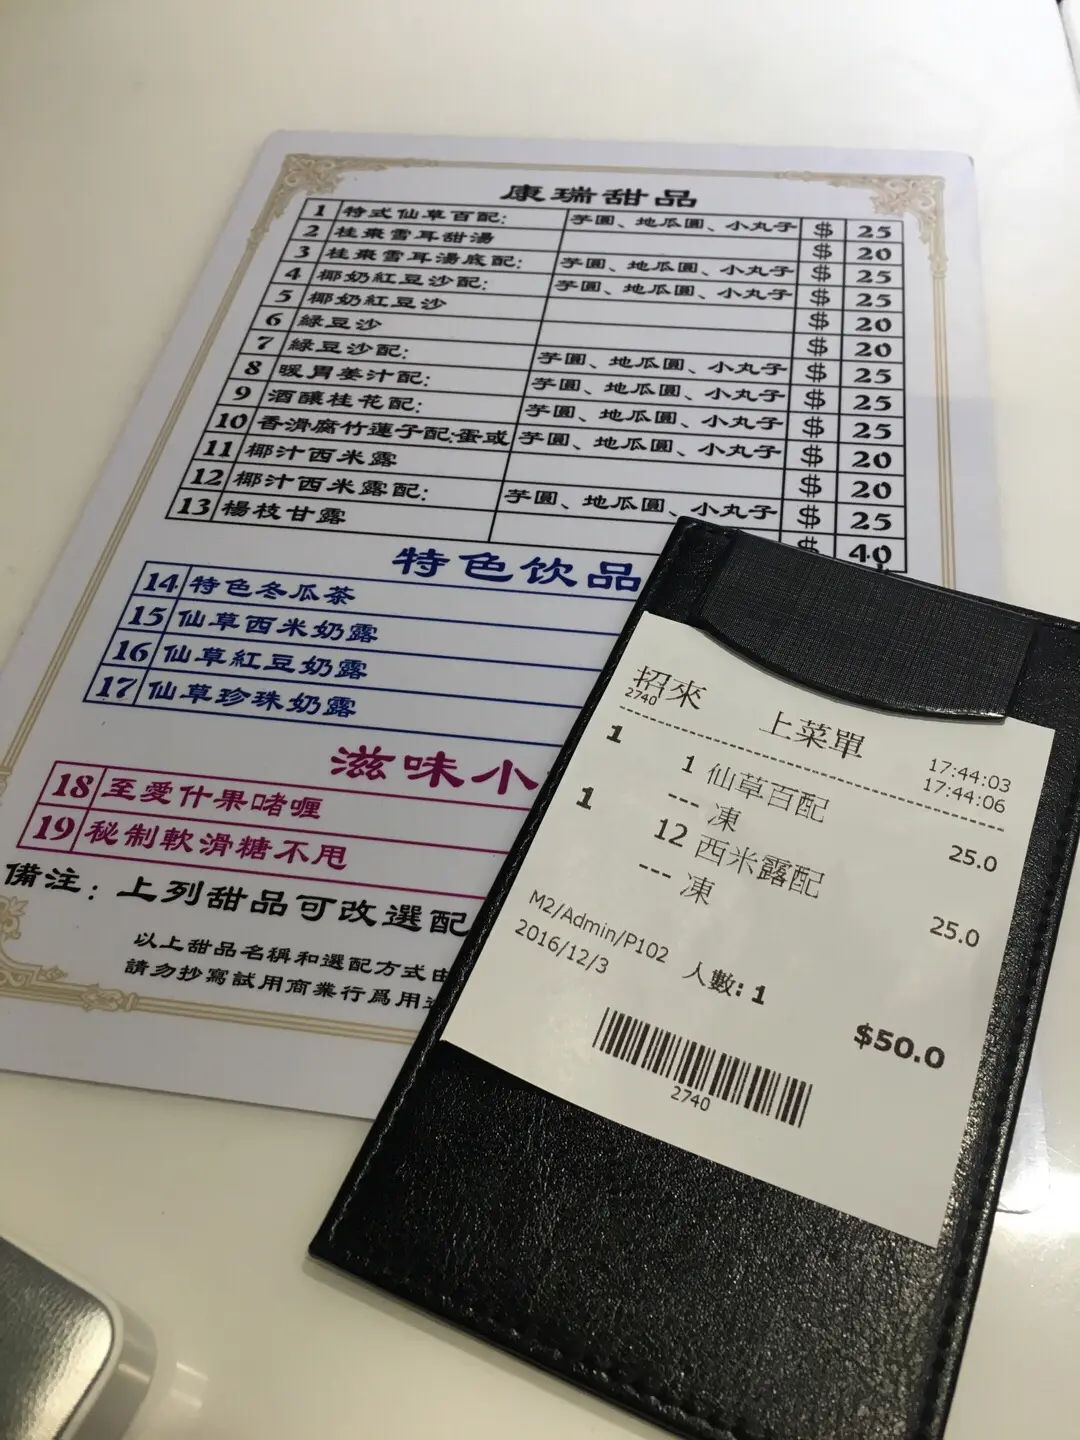 康瑞甜品
1 特式仙草百配: 芋圓、地瓜圓、小丸子 $ 25
2 桂棗雪耳甜湯 $ 20
3 桂棗雪耳湯底配: 芋圓、地瓜圓、小丸子 $ 25
4 椰奶紅豆沙配: 芋圓、地瓜圓、小丸子 $ 25
5 椰奶紅豆沙 $ 20
6 綠豆沙 $ 20
7 綠豆沙配: 芋圓、地瓜圓、小丸子 $ 25
8 暖胃姜汁配: 芋圓、地瓜圓、小丸子 $ 25
9 酒釀桂花配: 芋圓、地瓜圓、小丸子 $ 25
10 香滑腐竹蓮子配:蛋或 芋圓、地瓜圓、小丸子 $ 20
11 椰汁西米露 $ 20
12 椰汁西米露配: 芋圓、地瓜圓、小丸子 $ 25
13 楊枝甘露 $ 40
特色饮品
14 特色冬瓜茶
15 仙草西米奶露
16 仙草紅豆奶露
17 仙草珍珠奶露
滋味小
18 至愛什果啫喱
19 秘制軟滑糖不甩
備注：上列甜品可改選配
以上甜品名稱和選配方式由
請勿抄寫試用商業行爲用途
招來
2740
上菜單
17:44:03
17:44:06
1 1 仙草百配
--- 凍
25.0
1 12 西米露配
--- 凍
25.0
M2/Admin/P102
2016/12/3
人數: 1
$50.0
2740